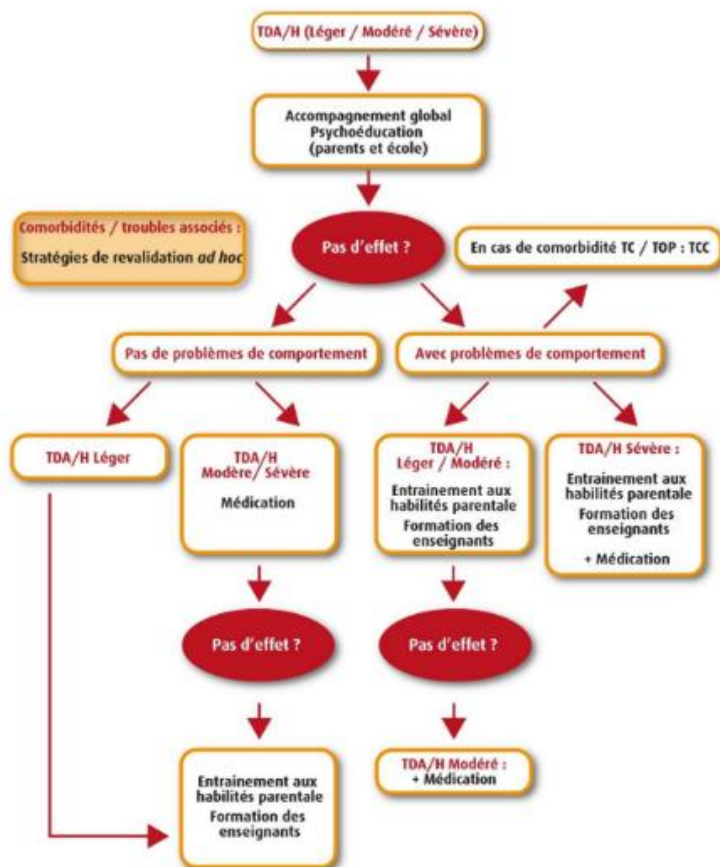 TDA/H (Léger / Modéré / Sévère)
Accompagnement global
Psychoéducation
(parents et école)
Comorbidités / troubles associés :
Stratégies de revalidation ad hoc
Pas d'effet ?
En cas de comorbidité TC / TOP : TCC
Pas de problèmes de comportement
Avec problèmes de comportement
TDA/H Léger
TDA/H
Modère/ Sévère
Médication
TDA/H
Léger / Modéré :
Entrainement aux
habilités parentale
Formation des
enseignants
TDA/H Sévère :
Entrainement aux
habilités parentale
Formation des
enseignants
+ Médication
Pas d'effet ?
Pas d'effet ?
Entrainement aux
habilités parentale
Formation des
enseignants
TDA/H Modéré :
+ Médication